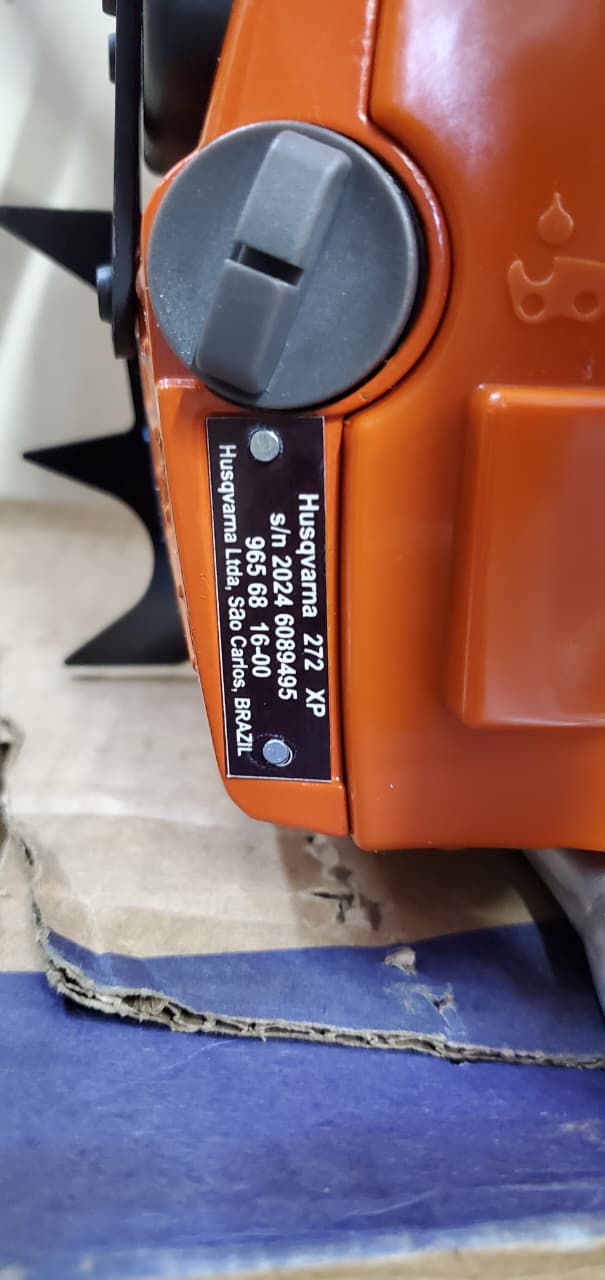 Husqvarna 272 XP
s/n 2024 6089495
965 68 16-00
Husqvarna Ltda, São Carlos, BRAZIL